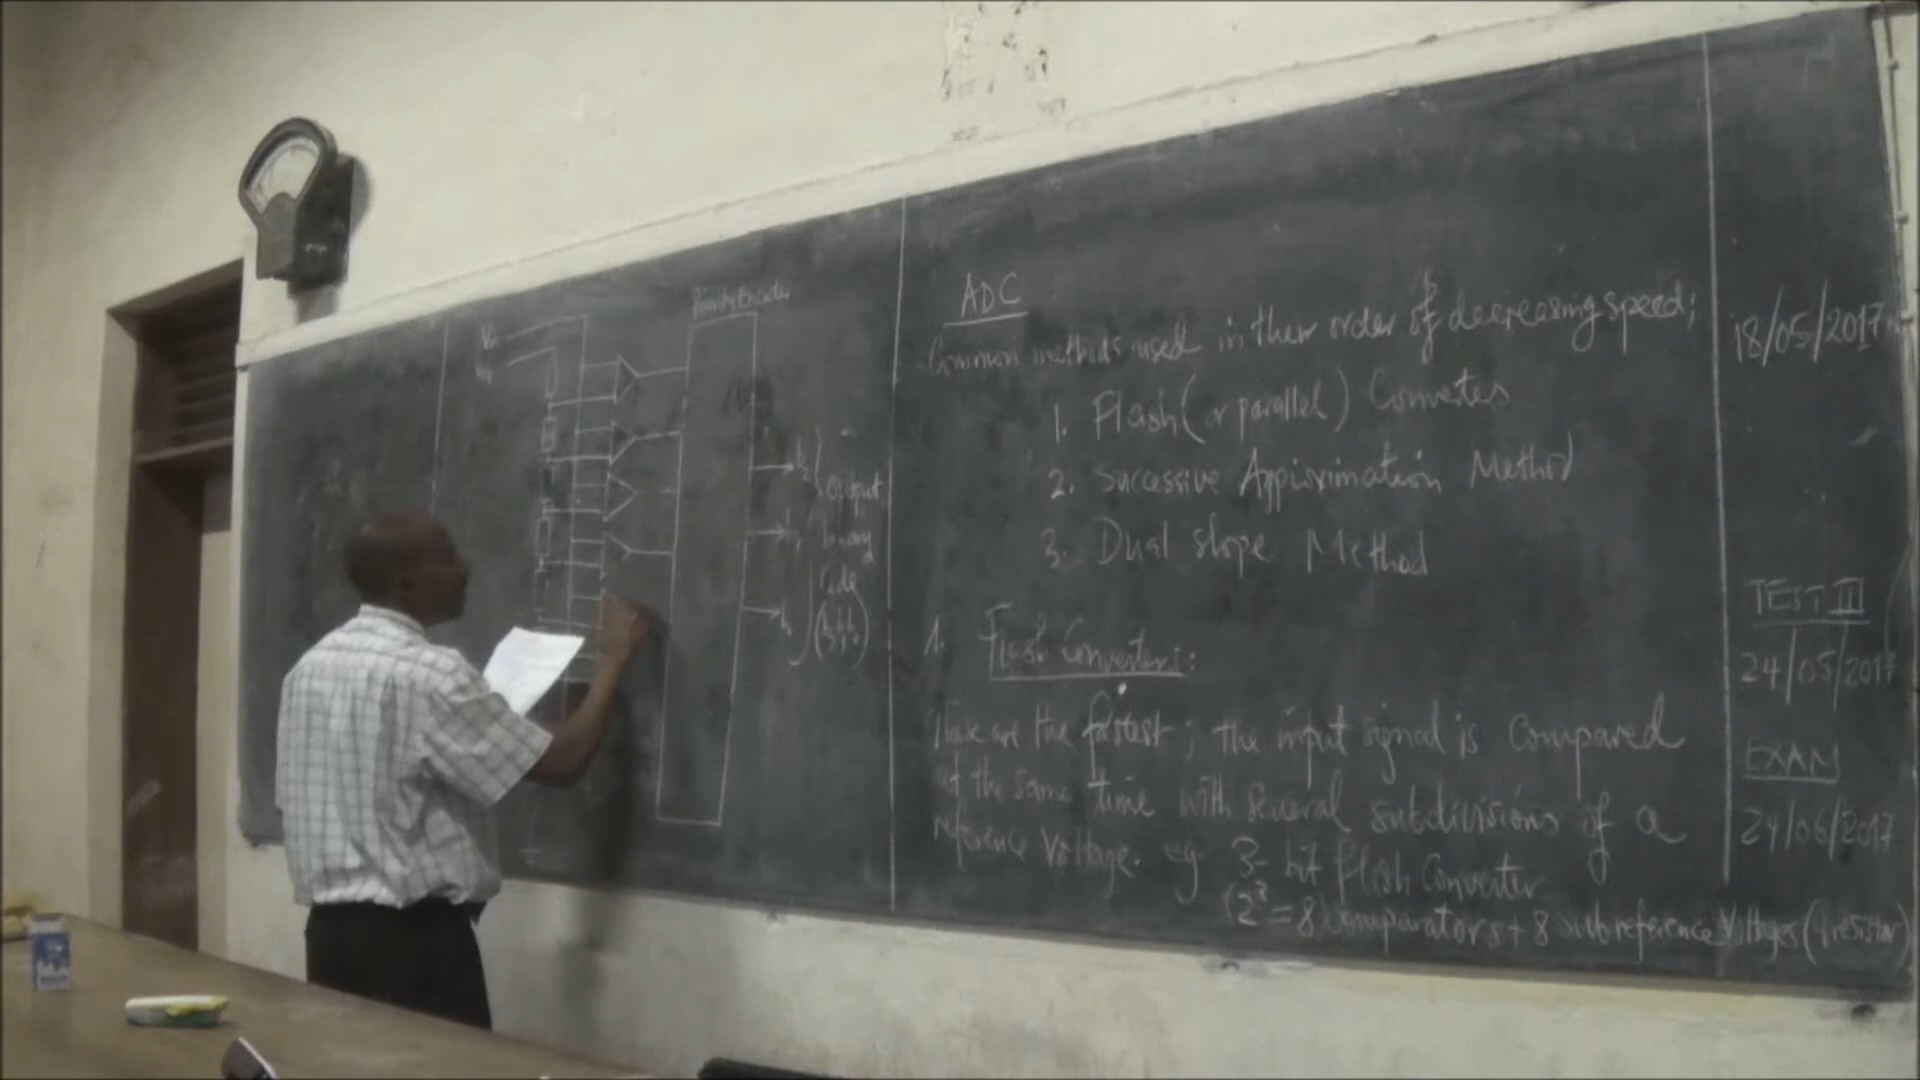 Priority Encoder
Output
binary
Code
ADC
Common methods used in their order of decreasing speed;
1. Flash (or parallel) Converters
2. Successive Approximation Method
3. Dual slope Method
1. Flash Converters:
These are the fastest; the input signal is compared
at the same time with several subdivisions of a
reference voltage. eg 3-bit flash Converter
(2³ = 8 comparators + 8 sub reference Voltages (
18/05/2017
TEST III
24/05/2017
EXAM
24/06/2017